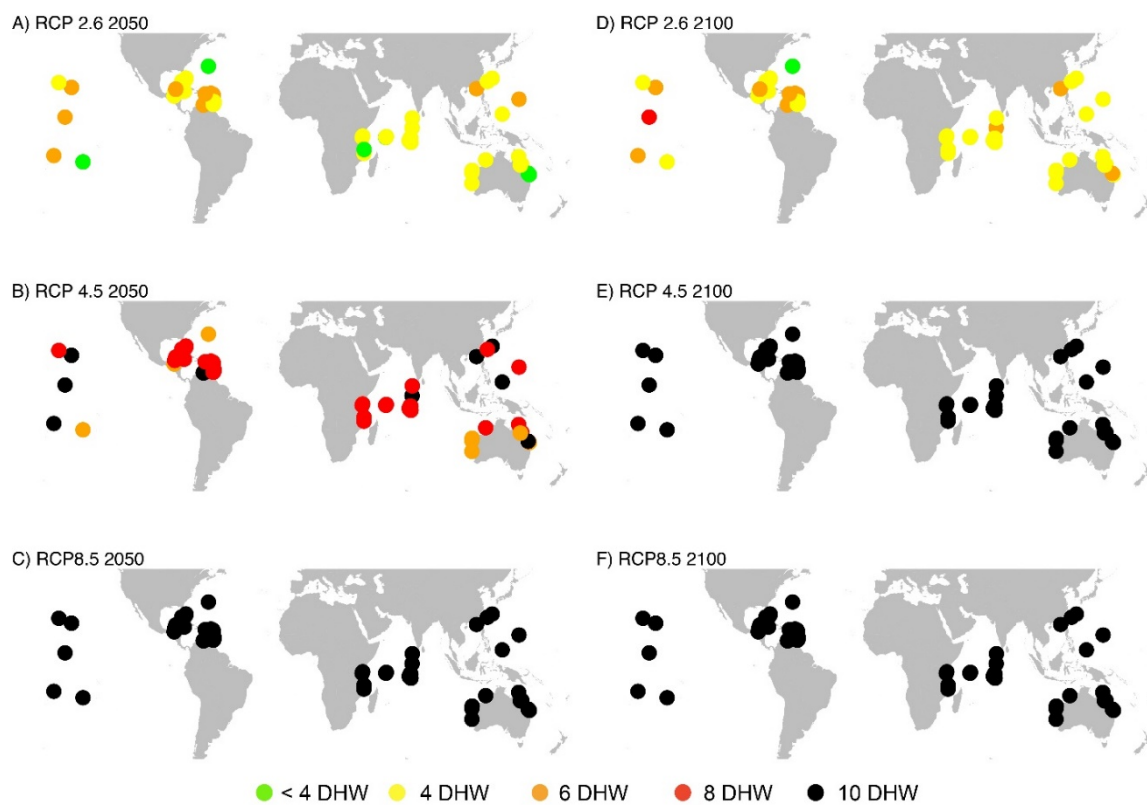 A) RCP 2.6 2050
D) RCP 2.6 2100
B) RCP 4.5 2050
E) RCP 4.5 2100
C) RCP8.5 2050
F) RCP8.5 2100
< 4 DHW 4 DHW 6 DHW 8 DHW 10 DHW